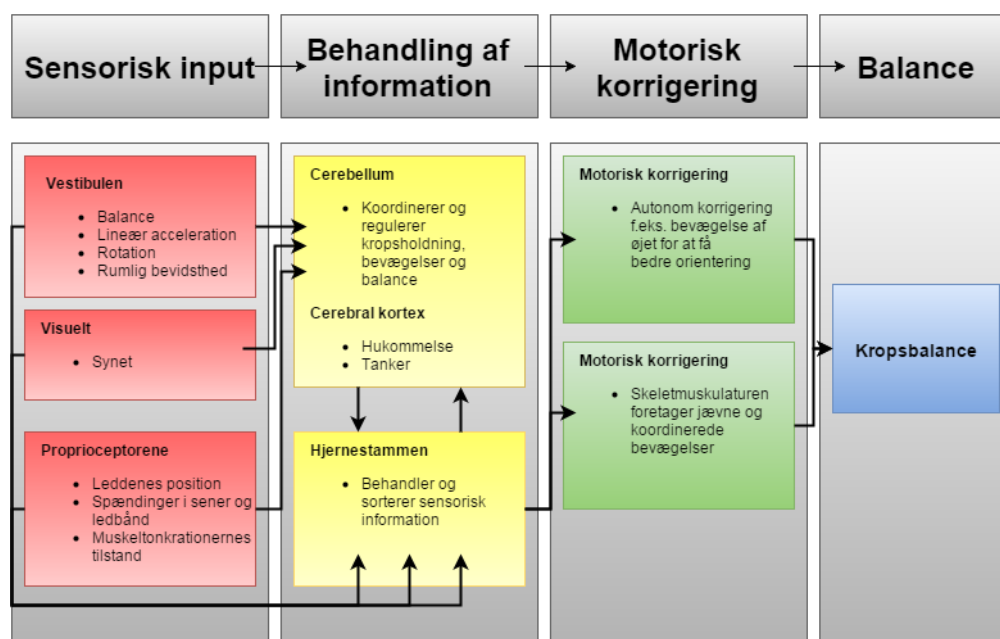 Sensorisk input
Behandling af
information
Motorisk
korrigering
Balance
Vestibulen
• Balance
• Lineær acceleration
• Rotation
• Rumlig bevidsthed
Visuelt
• Synet
Proprioceptorene
• Leddenes position
• Spændinger i sener og
ledbånd
• Muskeltonkrationernes
tilstand
Cerebellum
• Koordinerer og
regulerer
kropsholdning,
bevægelser og
balance
Cerebral kortex
• Hukommelse
• Tanker
Hjernestammen
• Behandler og
sorterer sensorisk
information
Motorisk korrigering
• Autonom korrigering
f.eks. bevægelse af
øjet for at få
bedre orientering
Motorisk korrigering
• Skeletmuskulaturen
foretager jævne og
koordinerede
bevægelser
Kropsbalance